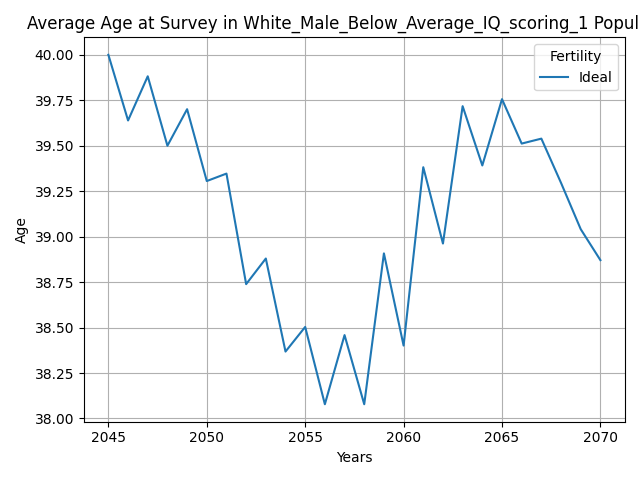 Average Age at Survey in White_Male_Below_Average_IQ_scoring_1 Popul
Fertility
Ideal
40.00
39.75
39.50
39.25
39.00
38.75
38.50
38.25
38.00
Age
2045 2050 2055 2060 2065 2070
Years